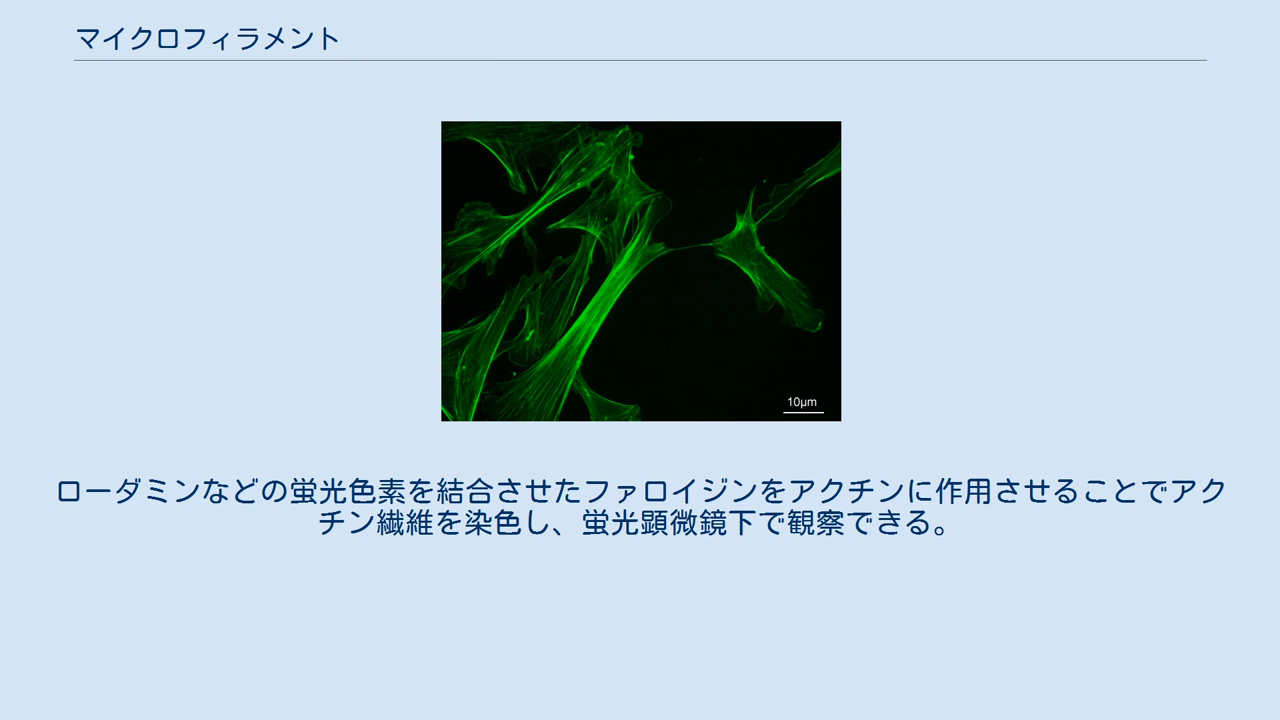 マイクロフィラメント
10μm
ローダミンなどの蛍光色素を結合させたファロイジンをアクチンに作用させることでアク
チン繊維を染色し、蛍光顕微鏡下で観察できる。